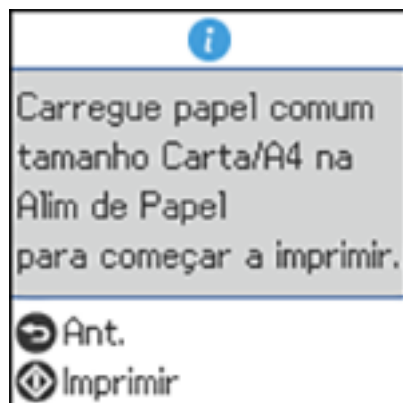 Carregue papel comum
tamanho Carta/A4 na
Alim de Papel
para começar a imprimir.
Ant.
Imprimir